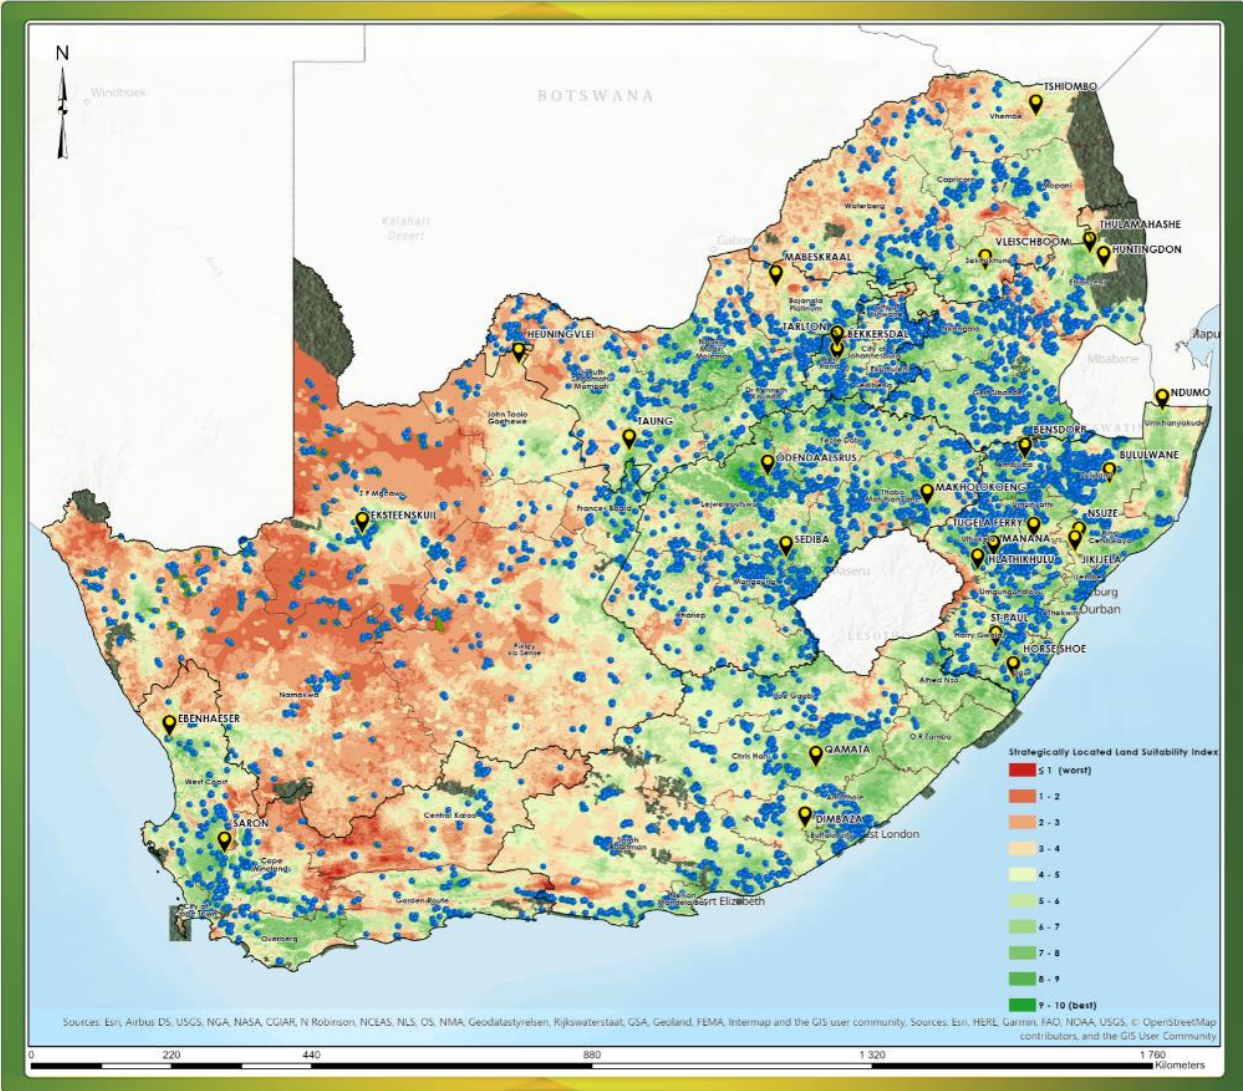 N
Windhoek
BOTSWANA
TSHIOMBO
Vhembe
Capricorn
Mopani
Kalahari
Desert
Waterberg
THULAMAHASHE
VLEISCHBOOM
HUNTINGDON
Sekhukhune
MABESKRAAL
Bojanala
Platinum
TARLTON
BEKKERSDAL
City of
Johannesburg
Nkangala
Mbabane
HEUNINGVLEI
Dr Ruth
Segomotsi
Mompati
Dr Kenneth
Kaunda
Gert Sibande
John Taolo
Gaetsewe
NDUMO
Umkhanyakude
TAUNG
Fezile Dabi
BENSDORP
Amajuba
BULULWANE
ODENDAALSRUS
Z F Mgcawu
Lejweleputswa
Thabo
Mofutsanyane
MAKHOLOKOENG
Umzinyathi
EKSTEENSKUIL
Frances Baard
NSUZE
TUGELA FERRY
SEDIBA
MANANA
HLATHIKHULU
JIKIJELA
Mangaung
Maseru
Umgungundlovu
Durban
LESOTHO
Xhariep
ST PAUL
Harry Gwala
HORSE SHOE
Pixley
ka Seme
Alfred Nzo
Namakwa
EBENHAESER
O.R.Tambo
Chris Hani
QAMATA
West Coast
Amathole
DIMBAZA
Buffalo City
East London
SARON
Central Karoo
Sarah
Baartman
Cape
Winelands
Garden Route
Nelson
Mandela Bay
Port Elizabeth
City of
Cape Town
Overberg
Strategically Located Land Suitability Index
≤ 1 (worst)
1 - 2
2 - 3
3 - 4
4 - 5
5 - 6
6 - 7
7 - 8
8 - 9
9 - 10 (best)
Sources: Esri, Airbus DS, USGS, NGA, NASA, CGIAR, N Robinson, NCEAS, NLS, OS, NMA, Geodatastyrelsen, Rijkswaterstaat, GSA, Geoland, FEMA, Intermap and the GIS user community, Sources: Esri, HERE, Garmin, FAO, NOAA, USGS, © OpenStreetMap
contributors, and the GIS User Community
0 220 440 880 1 320 1 760
Kilometers